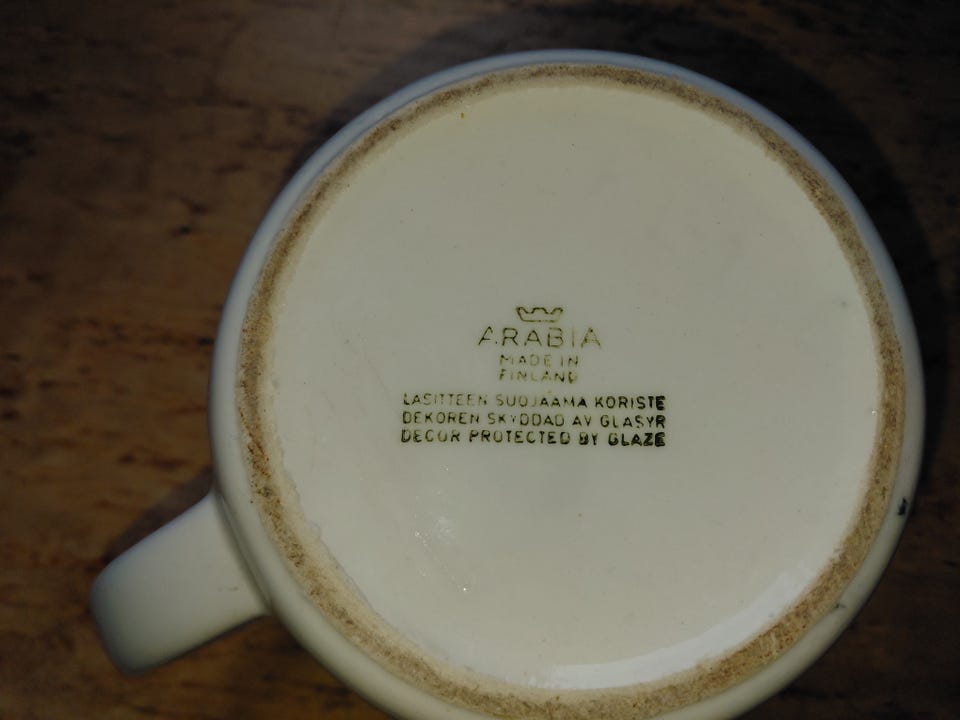 ARABIA
MADE IN
FINLAND
LASITTEEN SUOJAAMA KORISTE
DEKOREN SKYDDAD AV GLASYR
DECOR PROTECTED BY GLAZE